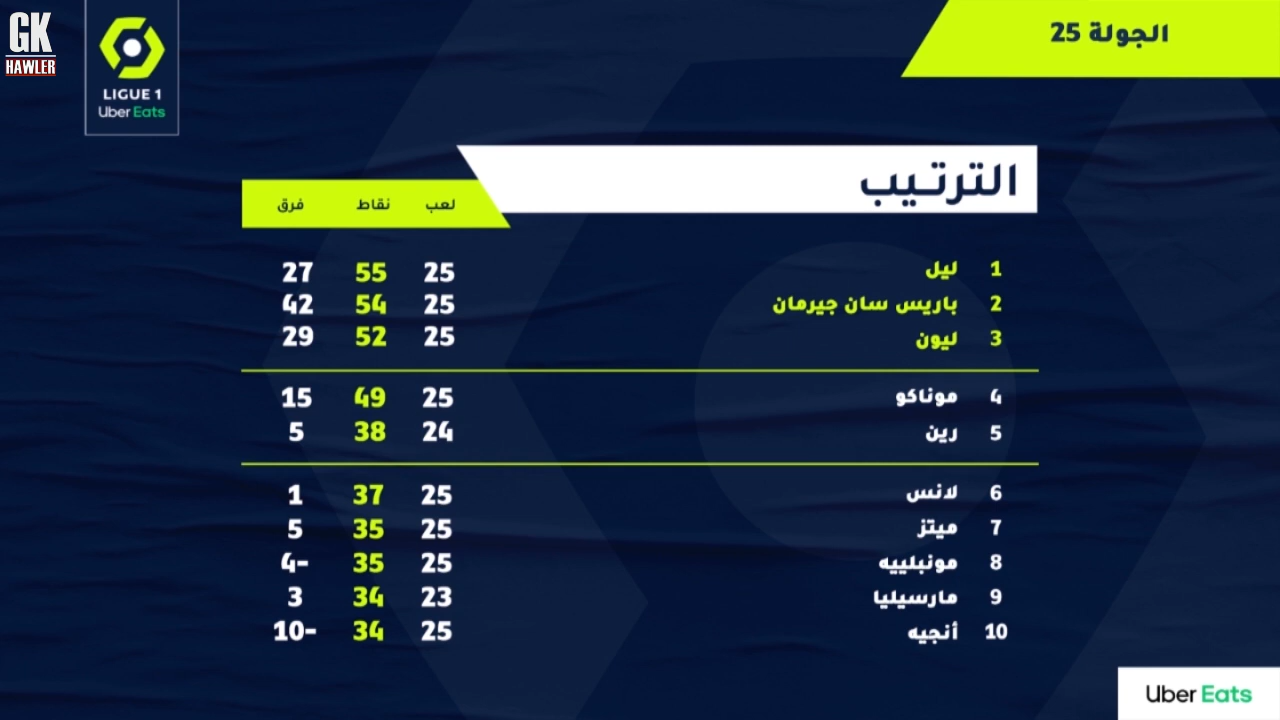 GK
HAWLER
LIGUE 1
Uber Eats
الجولة 25
الترتيب
لعب نقاط فرق
1 ليل 25 55 27
2 باريس سان جيرمان 25 54 42
3 ليون 25 52 29
4 موناكو 25 49 15
5 رين 24 38 5
6 لانس 25 37 1
7 ميتز 25 35 5
8 مونبلييه 25 35 4-
9 مارسيليا 23 34 3
10 أنجيه 25 34 10-
Uber Eats